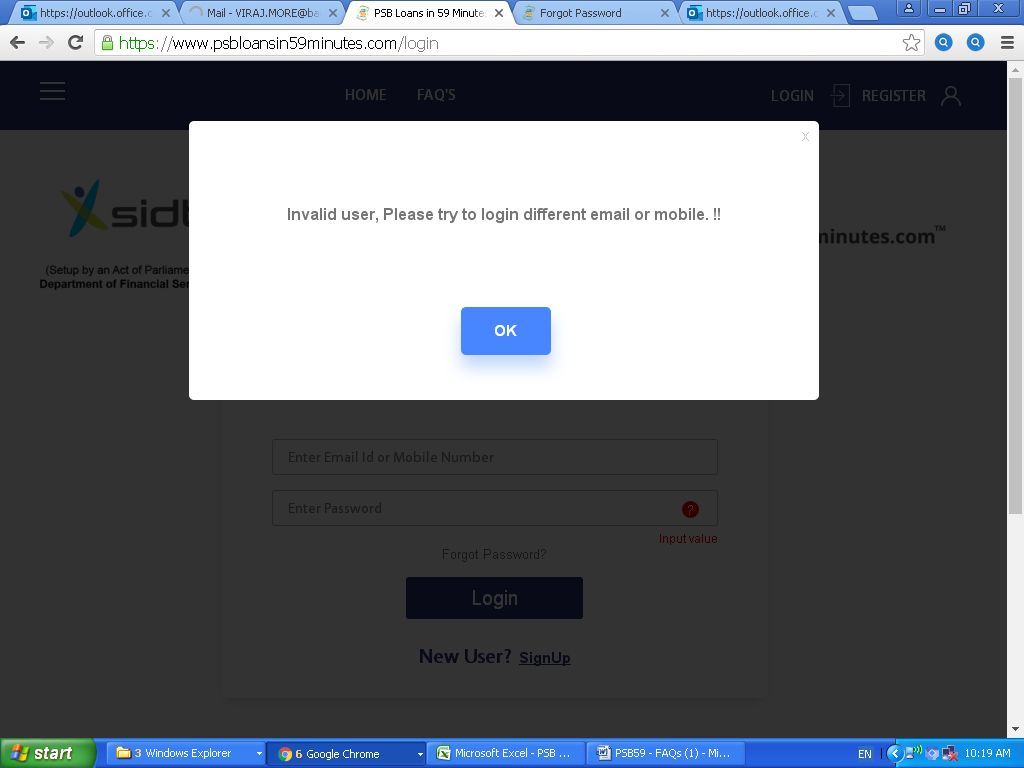 https://outlook.office.c
Mail - VIRAJ.MORE@ba
PSB Loans in 59 Minute
Forgot Password
https://outlook.office.c
https://www.psbloansin59minutes.com/login
HOME
FAQ'S
LOGIN
REGISTER
x
sidb
minutes.com™
(Setup by an Act of Parliame
Department of Financial Ser
Invalid user, Please try to login different email or mobile. !!
OK
Enter Email Id or Mobile Number
Enter Password
?
Input value
Forgot Password?
Login
New User? SignUp
start
3 Windows Explorer
6 Google Chrome
Microsoft Excel - PSB ...
PSB59 - FAQs (1) - Mi...
EN
10:19 AM